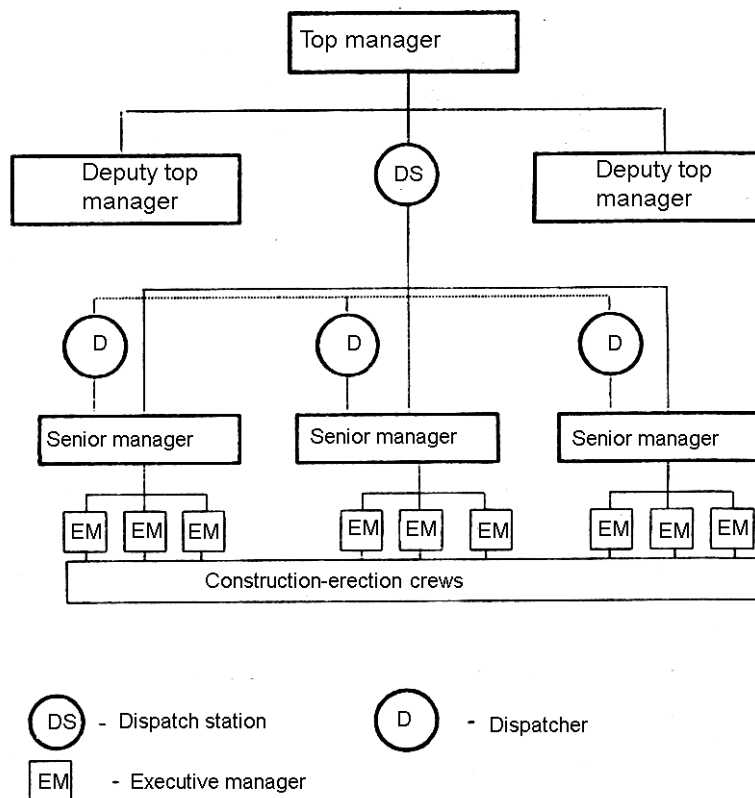 Top manager
Deputy top
manager
DS
Deputy top
manager
D
D
D
Senior manager
Senior manager
Senior manager
EM
EM
EM
EM
EM
EM
EM
EM
EM
Construction-erection crews
DS - Dispatch station
D - Dispatcher
EM - Executive manager